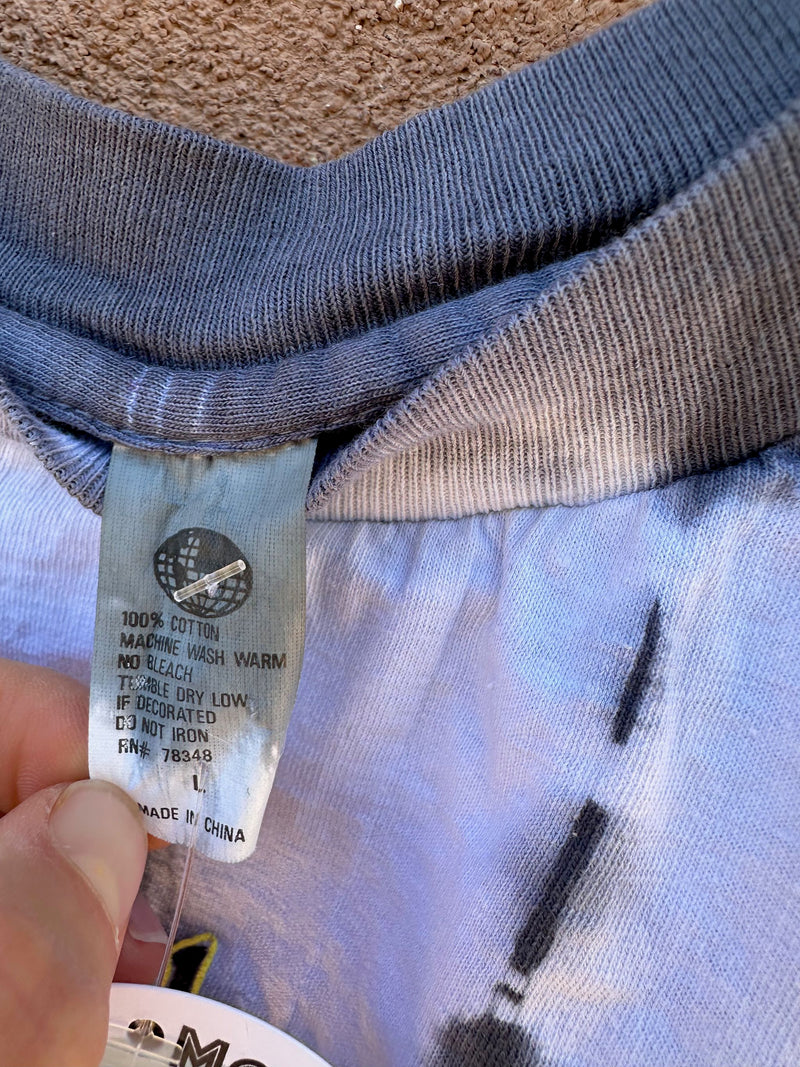 100% COTTON
MACHINE WASH WARM
NO BLEACH
TUMBLE DRY LOW
IF DECORATED
DO NOT IRON
RN# 78348
L
MADE IN CHINA